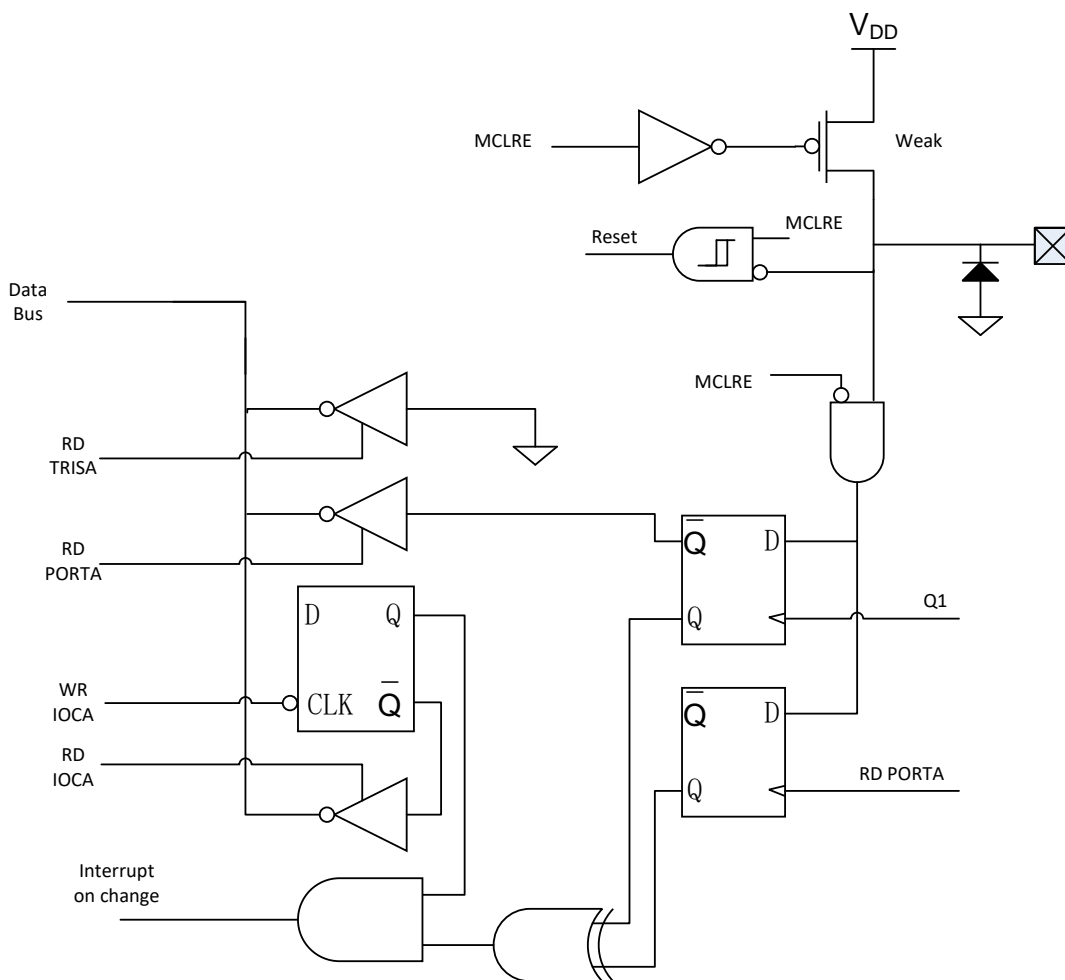 VDD
MCLRE
Weak
MCLRE
Reset
Data
Bus
MCLRE
RD
TRISA
RD
PORTA
Q
D
Q1
Q
D
Q
WR
IOCA
CLK
Q
Q
D
RD
IOCA
RD PORTA
Q
Interrupt
on change